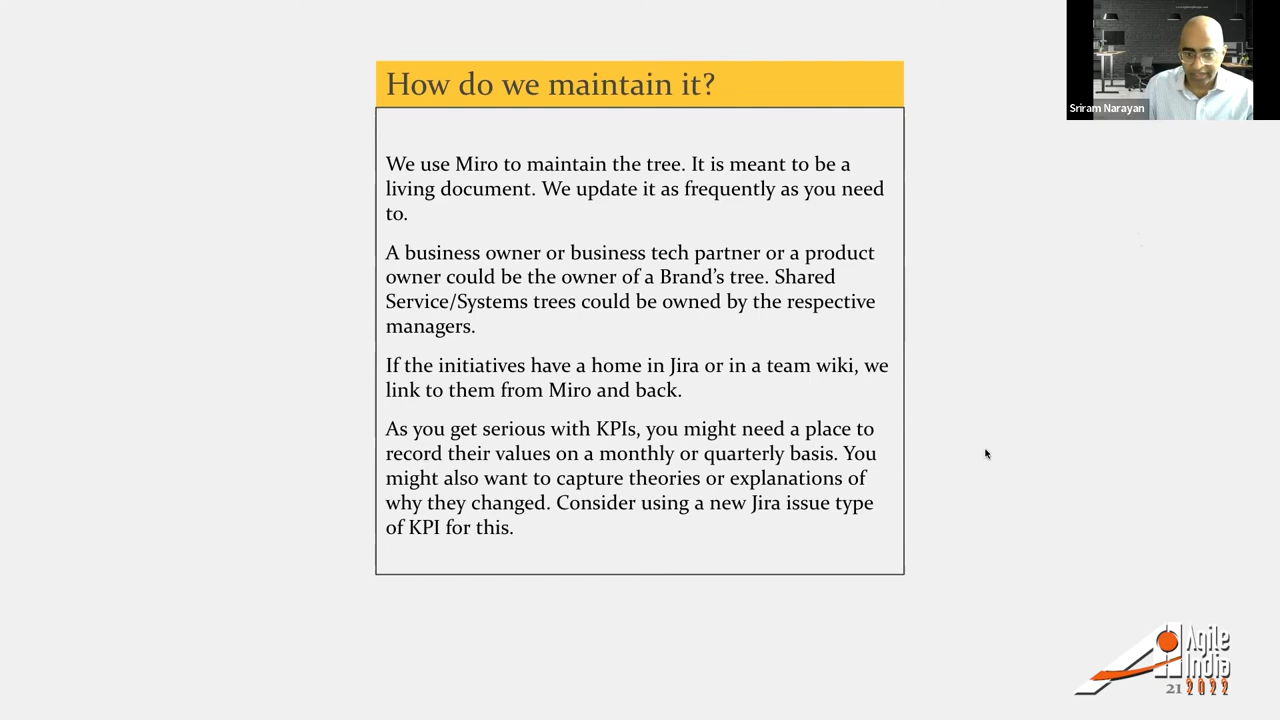 How do we maintain it?
We use Miro to maintain the tree. It is meant to be a
living document. We update it as frequently as you need
to.
A business owner or business tech partner or a product
owner could be the owner of a Brand’s tree. Shared
Service/Systems trees could be owned by the respective
managers.
If the initiatives have a home in Jira or in a team wiki, we
link to them from Miro and back.
As you get serious with KPIs, you might need a place to
record their values on a monthly or quarterly basis. You
might also want to capture theories or explanations of
why they changed. Consider using a new Jira issue type
of KPI for this.
Sriram Narayan
Agile
India
21 2022